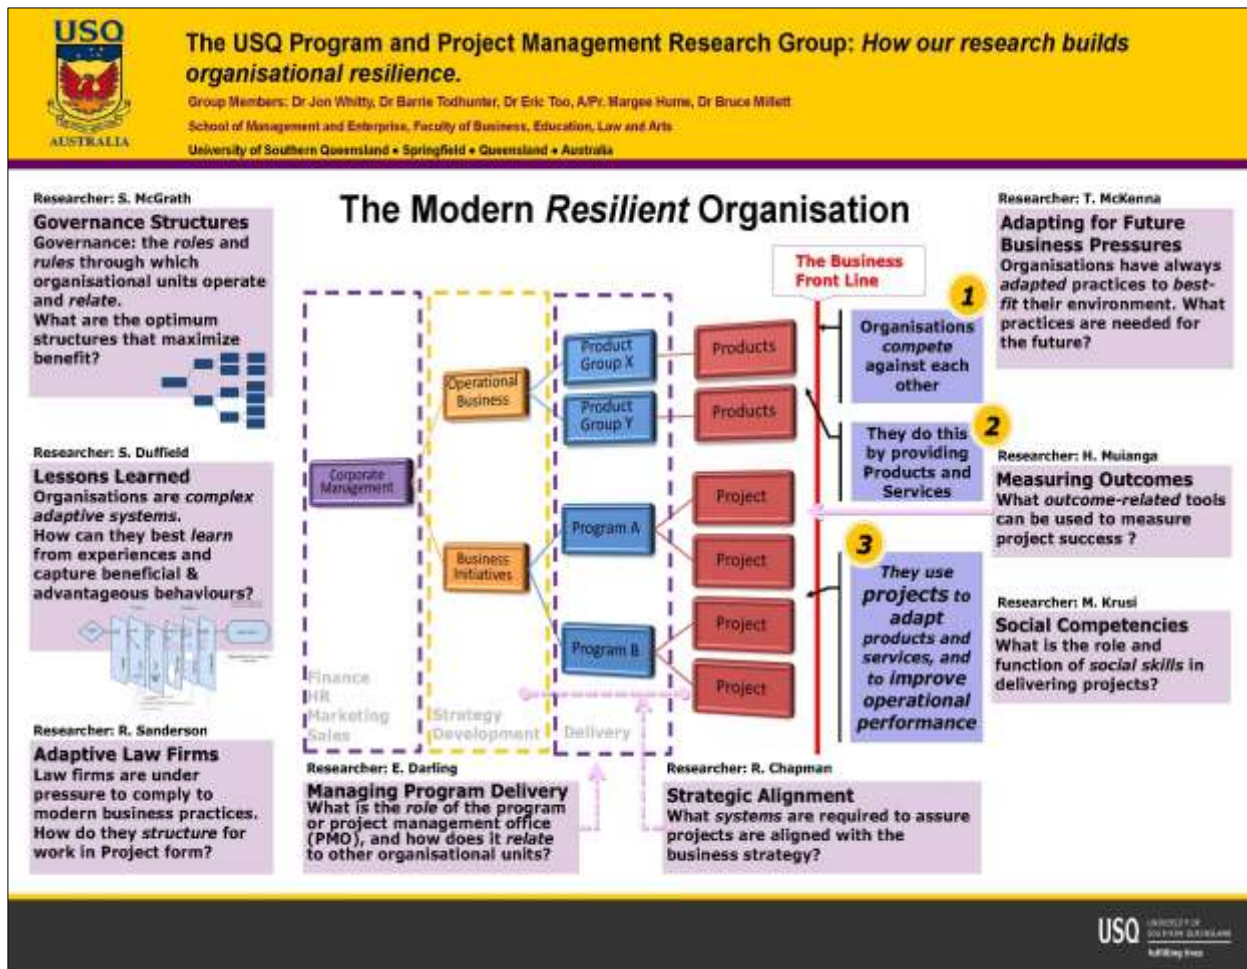 USQ
AUSTRALIA
The USQ Program and Project Management Research Group: How our research builds
organisational resilience.
Group Members: Dr Jon Whitty, Dr Barrie Todhunter, Dr Eric Too, A/Pr. Margee Hume, Dr Bruce Millett
School of Management and Enterprise, Faculty of Business, Education, Law and Arts
University of Southern Queensland • Springfield • Queensland • Australia
The Modern Resilient Organisation
Researcher: S. McGrath
Governance Structures
Governance: the roles and
rules through which
organisational units operate
and relate.
What are the optimum
structures that maximize
benefit?
Researcher: S. Duffield
Lessons Learned
Organisations are complex
adaptive systems.
How can they best learn
from experiences and
capture beneficial &
advantageous behaviours?
Researcher: R. Sanderson
Adaptive Law Firms
Law firms are under
pressure to comply to
modern business practices.
How do they structure for
work in Project form?
Corporate
Management
Operational
Business
Business
Initiatives
Product
Group X
Product
Group Y
Program A
Program B
Products
Products
Project
Project
Project
Project
Finance
HR
Marketing
Sales
Strategy
Development
Delivery
The Business
Front Line
1
Organisations
compete
against each
other
2
They do this
by providing
Products and
Services
3
They use
projects to
adapt
products and
services, and
to improve
operational
performance
Researcher: T. McKenna
Adapting for Future
Business Pressures
Organisations have always
adapted practices to best-
fit their environment. What
practices are needed for
the future?
Researcher: H. Muianga
Measuring Outcomes
What outcome-related tools
can be used to measure
project success ?
Researcher: M. Krusi
Social Competencies
What is the role and
function of social skills in
delivering projects?
Researcher: E. Darling
Managing Program Delivery
What is the role of the program
or project management office
(PMO), and how does it relate
to other organisational units?
Researcher: R. Chapman
Strategic Alignment
What systems are required to assure
projects are aligned with the
business strategy?
USQ
UNIVERSITY OF
SOUTHERN QUEENSLAND
fulfilling lives